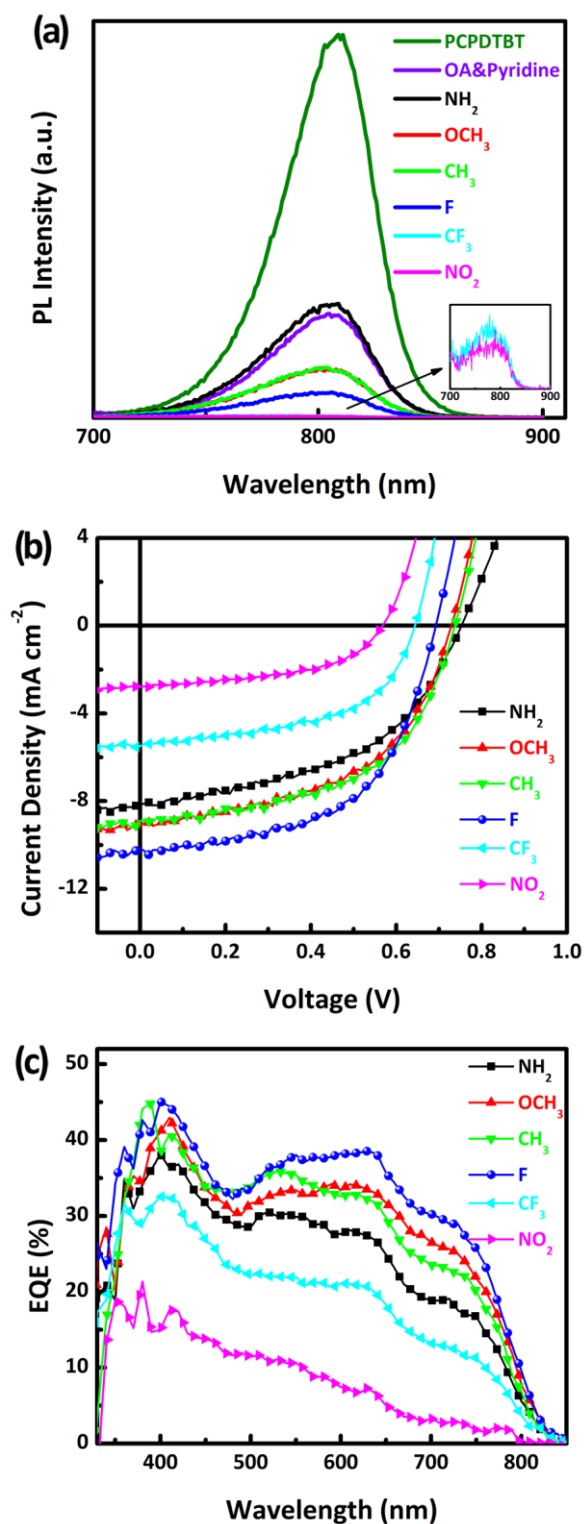 (a)
PCPDTBT
OA&Pyridine
NH2
OCH3
CH3
F
CF3
NO2
PL Intensity (a.u.)
700 800 900
700 800 900
Wavelength (nm)
(b)
4
0
-4
-8
-12
Current Density (mA cm-2)
NH2
OCH3
CH3
F
CF3
NO2
0.0 0.2 0.4 0.6 0.8 1.0
Voltage (V)
(c)
50
40
30
20
10
0
EQE (%)
NH2
OCH3
CH3
F
CF3
NO2
400 500 600 700 800
Wavelength (nm)